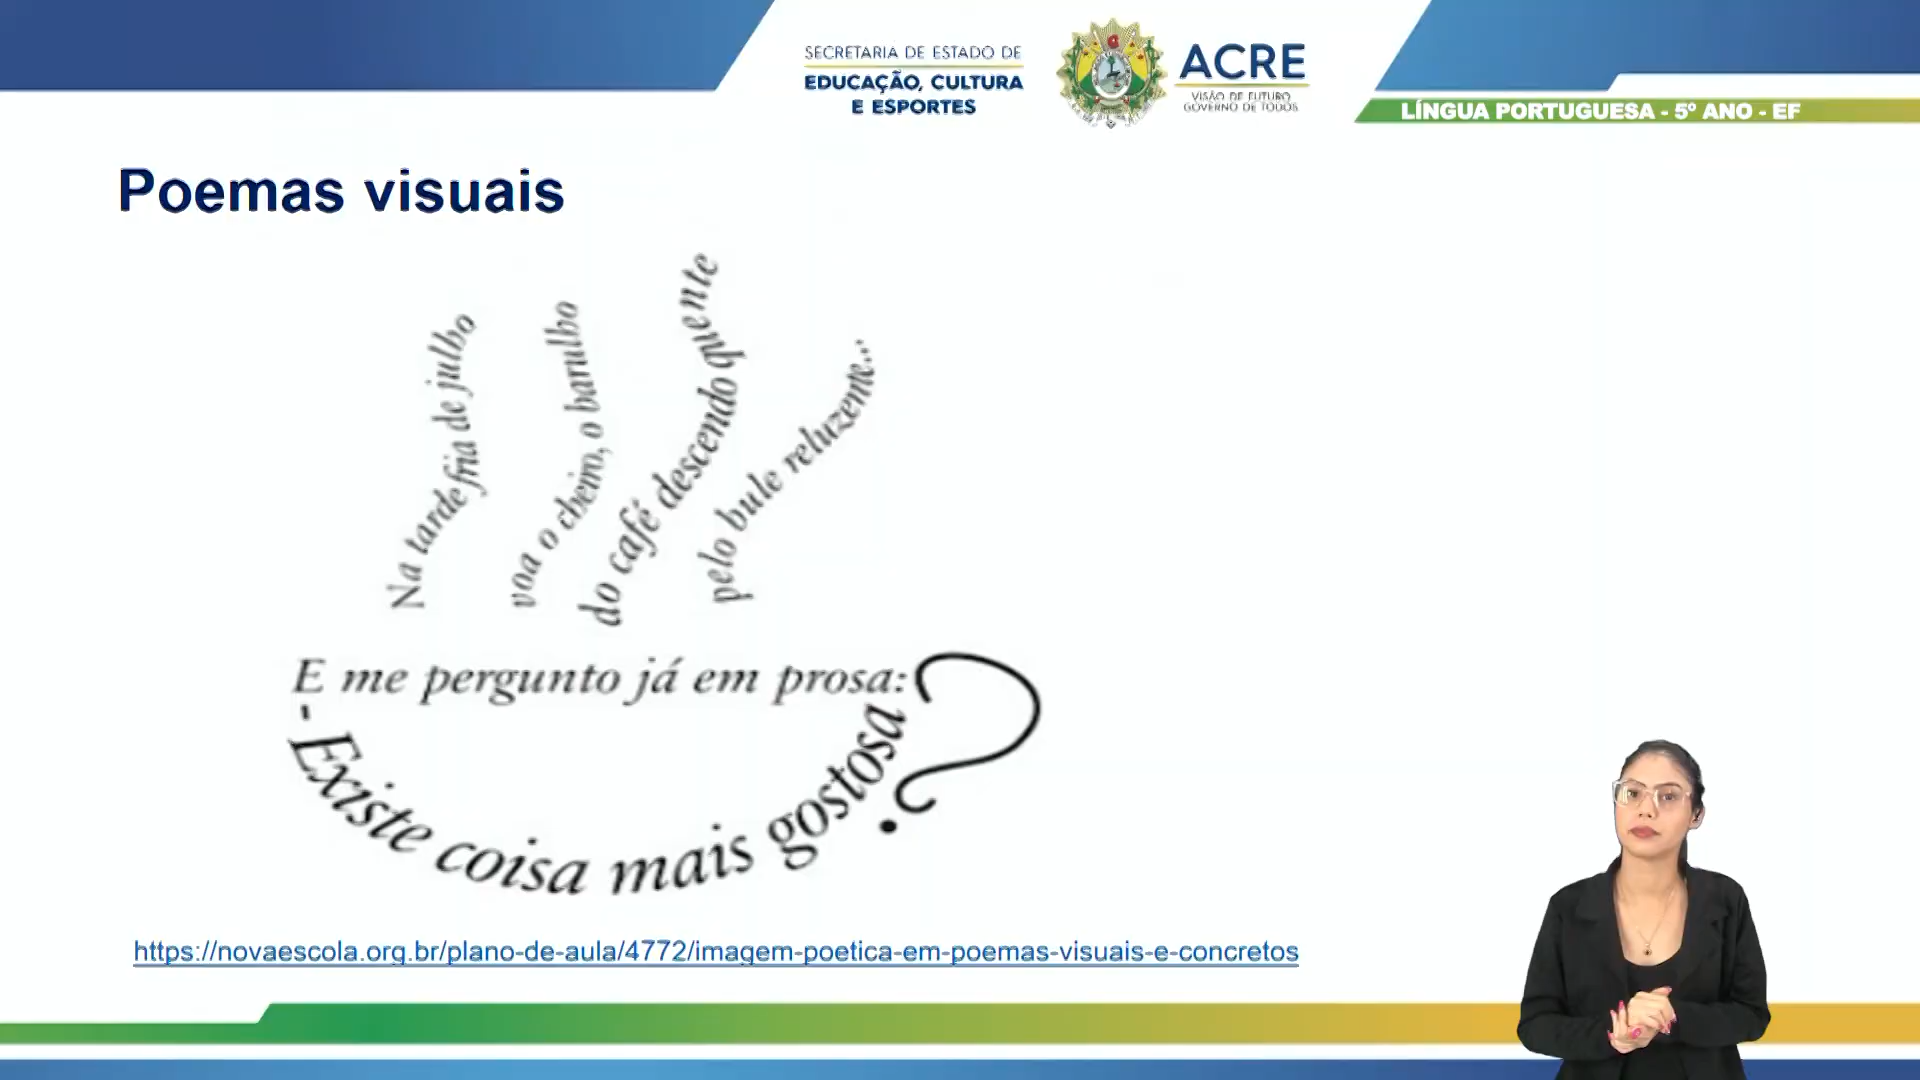 SECRETARIA DE ESTADO DE
EDUCAÇÃO, CULTURA
E ESPORTES
ACRE
VISÃO DE FUTURO
GOVERNO DE TODOS
LÍNGUA PORTUGUESA - 5º ANO - EF
Poemas visuais
Na tarde fria de julho
voa o cheiro, o barulho
do café descendo quente
pelo bule reluzente...
E me pergunto já em prosa:
- Existe coisa mais gostosa?
https://novaescola.org.br/plano-de-aula/4772/imagem-poetica-em-poemas-visuais-e-concretos